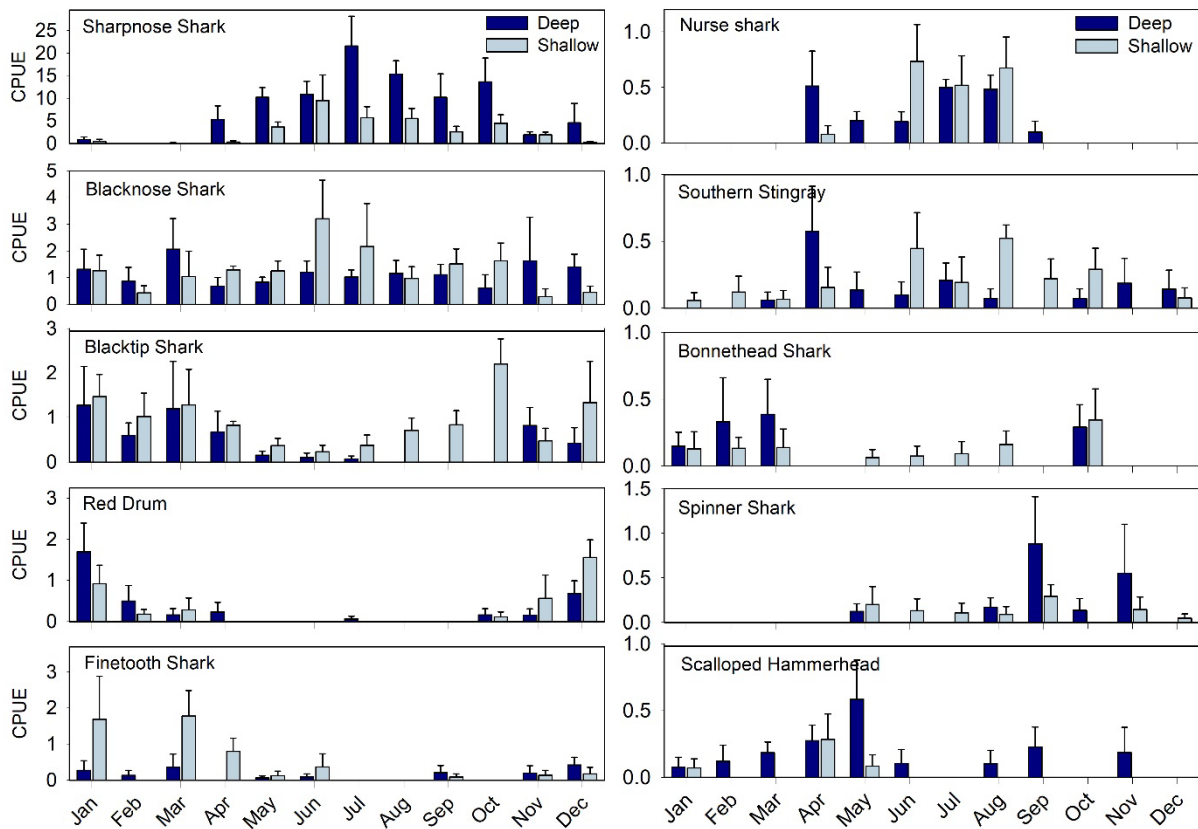 Sharpnose Shark
Deep
Shallow
CPUE
25
20
15
10
5
0
Nurse shark
Deep
Shallow
1.0
0.5
0.0
Blacknose Shark
CPUE
5
4
3
2
1
0
Southern Stingray
1.0
0.5
0.0
Blacktip Shark
CPUE
3
2
1
0
Bonnethead Shark
1.0
0.5
0.0
Red Drum
CPUE
3
2
1
0
Spinner Shark
1.5
1.0
0.5
0.0
Finetooth Shark
CPUE
3
2
1
0
Scalloped Hammerhead
1.0
0.5
0.0
Jan Feb Mar Apr May Jun Jul Aug Sep Oct Nov Dec
Jan Feb Mar Apr May Jun Jul Aug Sep Oct Nov Dec